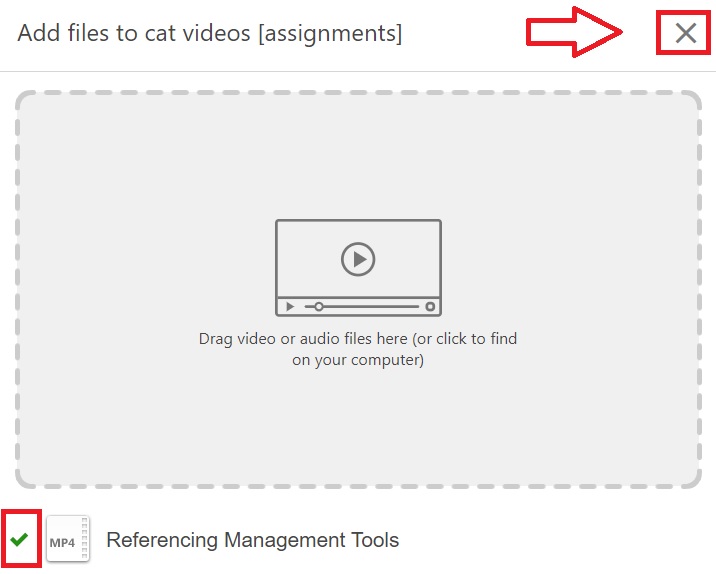 Add files to cat videos [assignments]
Drag video or audio files here (or click to find
on your computer)
MP4
Referencing Management Tools